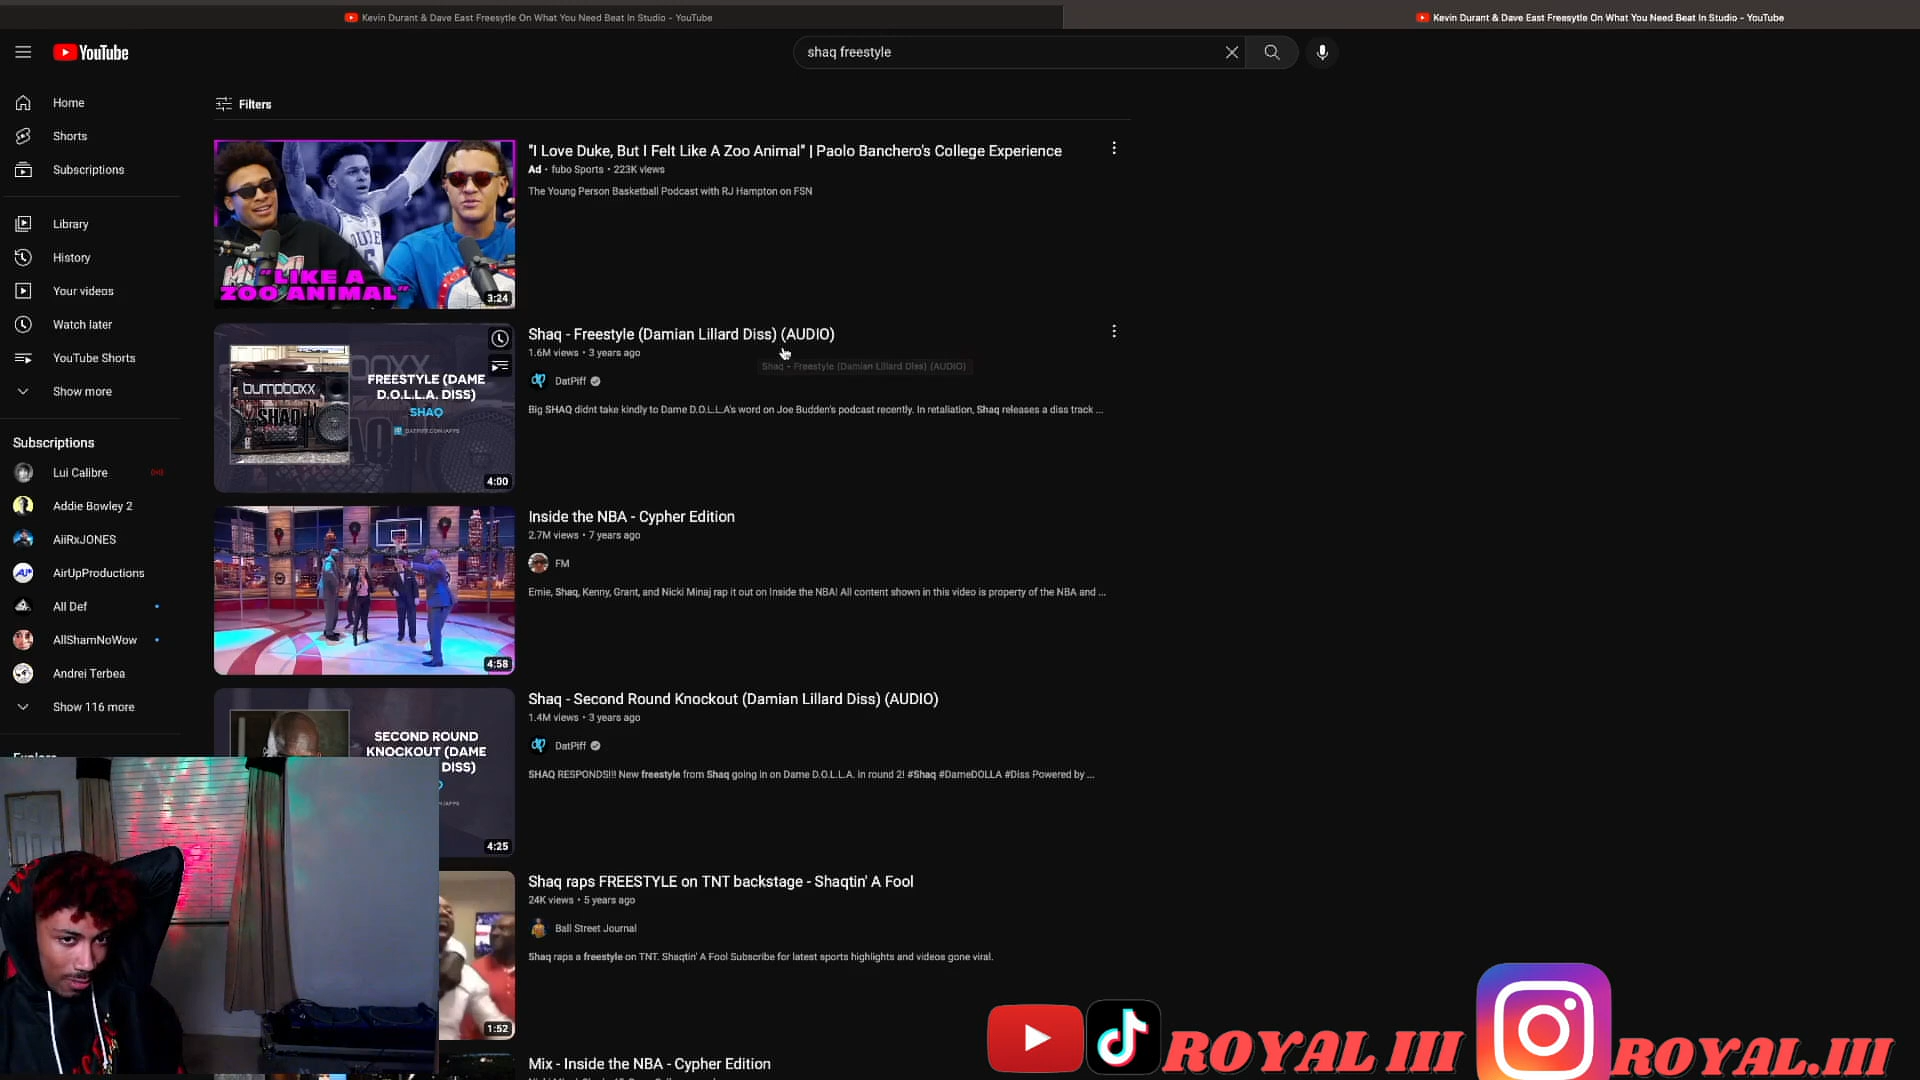 Kevin Durant & Dave East Freesytle On What You Need Beat In Studio - YouTube
Kevin Durant & Dave East Freesytle On What You Need Beat In Studio - YouTube
YouTube
shaq freestyle
Home
Shorts
Subscriptions
Library
History
Your videos
Watch later
YouTube Shorts
Show more
Subscriptions
Lui Calibre
Addie Bowley 2
AiiRxJONES
AirUpProductions
All Def
AllShamNoWow
Andrei Terbea
Show 116 more
Explore
Filters
"LIKE A
ZOO ANIMAL"
3:24
"I Love Duke, But I Felt Like A Zoo Animal" | Paolo Banchero's College Experience
Ad • fubo Sports • 223K views
The Young Person Basketball Podcast with RJ Hampton on FSN
bumpboxx
SHAQ
FREESTYLE (DAME
D.O.L.L.A. DISS)
SHAQ
DATPIFF.COM/APPS
4:00
Shaq - Freestyle (Damian Lillard Diss) (AUDIO)
1.6M views • 3 years ago
Shaq - Freestyle (Damian Lillard Diss) (AUDIO)
DatPiff
Big SHAQ didnt take kindly to Dame D.O.L.L.A's word on Joe Budden's podcast recently. In retaliation, Shaq releases a diss track ...
4:58
Inside the NBA - Cypher Edition
2.7M views • 7 years ago
FM
Ernie, Shaq, Kenny, Grant, and Nicki Minaj rap it out on Inside the NBA! All content shown in this video is property of the NBA and ...
SECOND ROUND
KNOCKOUT (DAME
DISS)
4:25
Shaq - Second Round Knockout (Damian Lillard Diss) (AUDIO)
1.4M views • 3 years ago
DatPiff
SHAQ RESPONDS!!! New freestyle from Shaq going in on Dame D.O.L.L.A. in round 2! #Shaq #DameDOLLA #Diss Powered by ...
1:52
Shaq raps FREESTYLE on TNT backstage - Shaqtin' A Fool
24K views • 5 years ago
Ball Street Journal
Shaq raps a freestyle on TNT. Shaqtin' A Fool Subscribe for latest sports highlights and videos gone viral.
Mix - Inside the NBA - Cypher Edition
ROYAL III
ROYAL.III